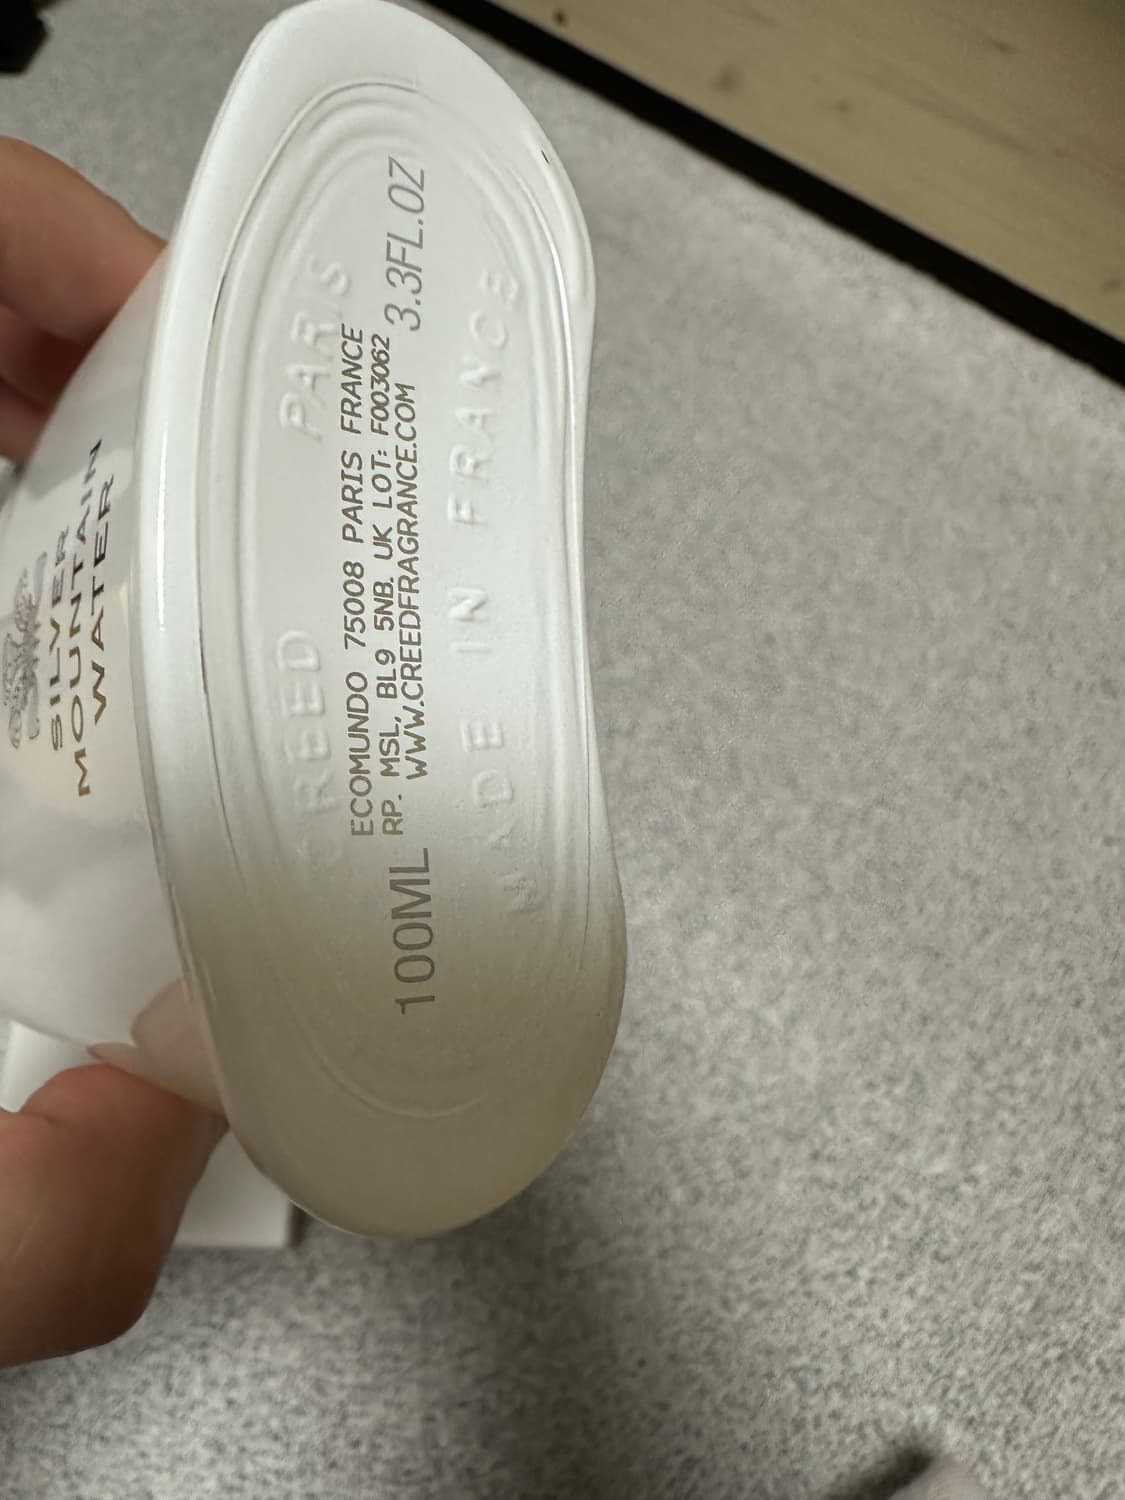 SILVER
MOUNTAIN
WATER
CREED PARIS
ECOMUNDO 75008 PARIS FRANCE
RP. MSL, BL9 5NB. UK LOT: F003062
WWW.CREEDFRAGRANCE.COM
100ML 3.3FL.OZ
MADE IN FRANCE